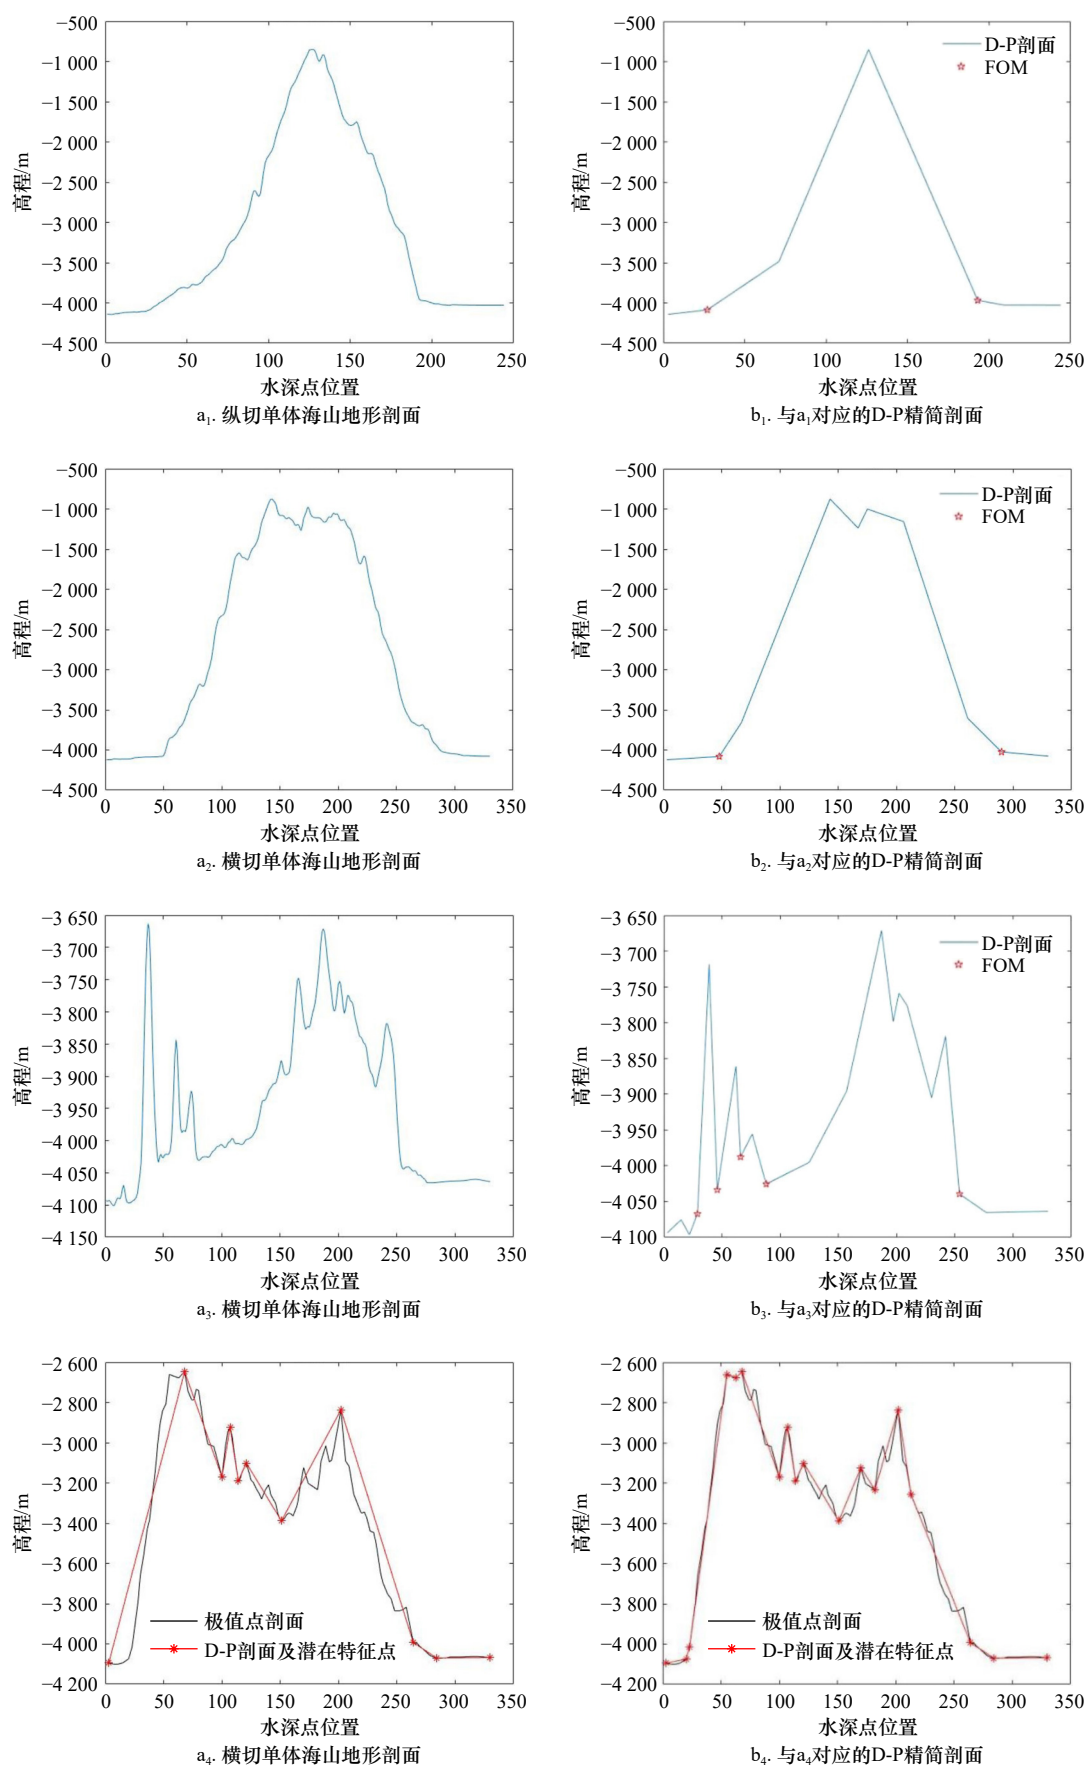 −500
−1 000
−1 500
−2 000
−2 500
−3 000
−3 500
−4 000
−4 500
高程/m
0 50 100 150 200 250
水深点位置
a₁. 纵切单体海山地形剖面
−500
−1 000
−1 500
−2 000
−2 500
−3 000
−3 500
−4 000
−4 500
高程/m
D-P剖面
FOM
0 50 100 150 200 250
水深点位置
b₁. 与a₁对应的D-P精简剖面
−500
−1 000
−1 500
−2 000
−2 500
−3 000
−3 500
−4 000
−4 500
高程/m
0 50 100 150 200 250 300 350
水深点位置
a₂. 横切单体海山地形剖面
−500
−1 000
−1 500
−2 000
−2 500
−3 000
−3 500
−4 000
−4 500
高程/m
D-P剖面
FOM
0 50 100 150 200 250 300 350
水深点位置
b₂. 与a₂对应的D-P精简剖面
−3 650
−3 700
−3 750
−3 800
−3 850
−3 900
−3 950
−4 000
−4 050
−4 100
−4 150
高程/m
0 50 100 150 200 250 300 350
水深点位置
a₃. 横切单体海山地形剖面
−3 650
−3 700
−3 750
−3 800
−3 850
−3 900
−3 950
−4 000
−4 050
−4 100
高程/m
D-P剖面
FOM
0 50 100 150 200 250 300 350
水深点位置
b₃. 与a₃对应的D-P精简剖面
−2 600
−2 800
−3 000
−3 200
−3 400
−3 600
−3 800
−4 000
−4 200
高程/m
极值点剖面
D-P剖面及潜在特征点
0 50 100 150 200 250 300 350
水深点位置
a₄. 横切单体海山地形剖面
−2 600
−2 800
−3 000
−3 200
−3 400
−3 600
−3 800
−4 000
−4 200
高程/m
极值点剖面
D-P剖面及潜在特征点
0 50 100 150 200 250 300 350
水深点位置
b₄. 与a₄对应的D-P精简剖面